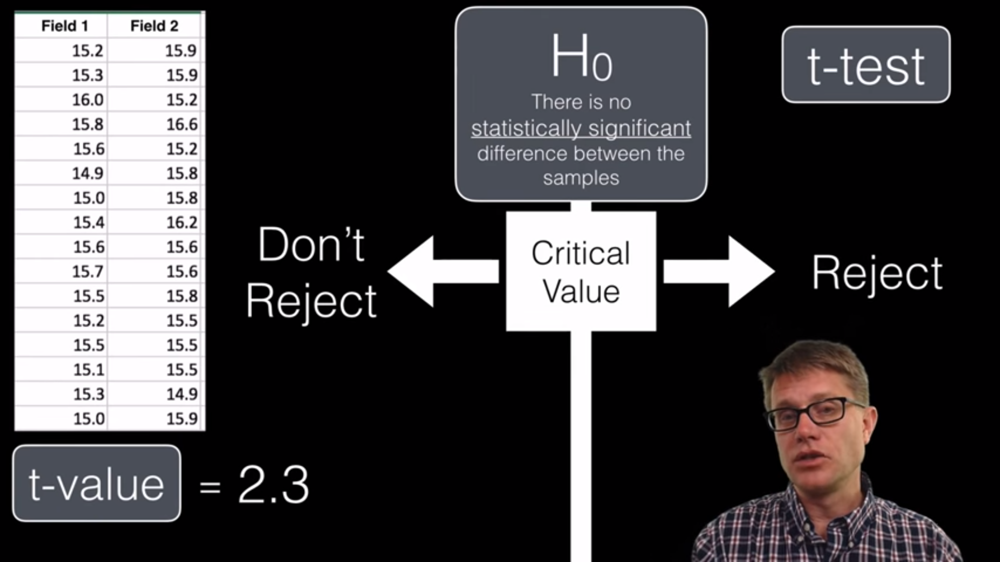 Field 1 Field 2
15.2 15.9
15.3 15.9
16.0 15.2
15.8 16.6
15.6 15.2
14.9 15.8
15.0 15.8
15.4 16.2
15.6 15.6
15.7 15.6
15.5 15.8
15.2 15.5
15.5 15.5
15.1 15.5
15.3 14.9
15.0 15.9
t-value = 2.3
H0
There is no
statistically significant
difference between the
samples
t-test
Don't
Reject
Critical
Value
Reject